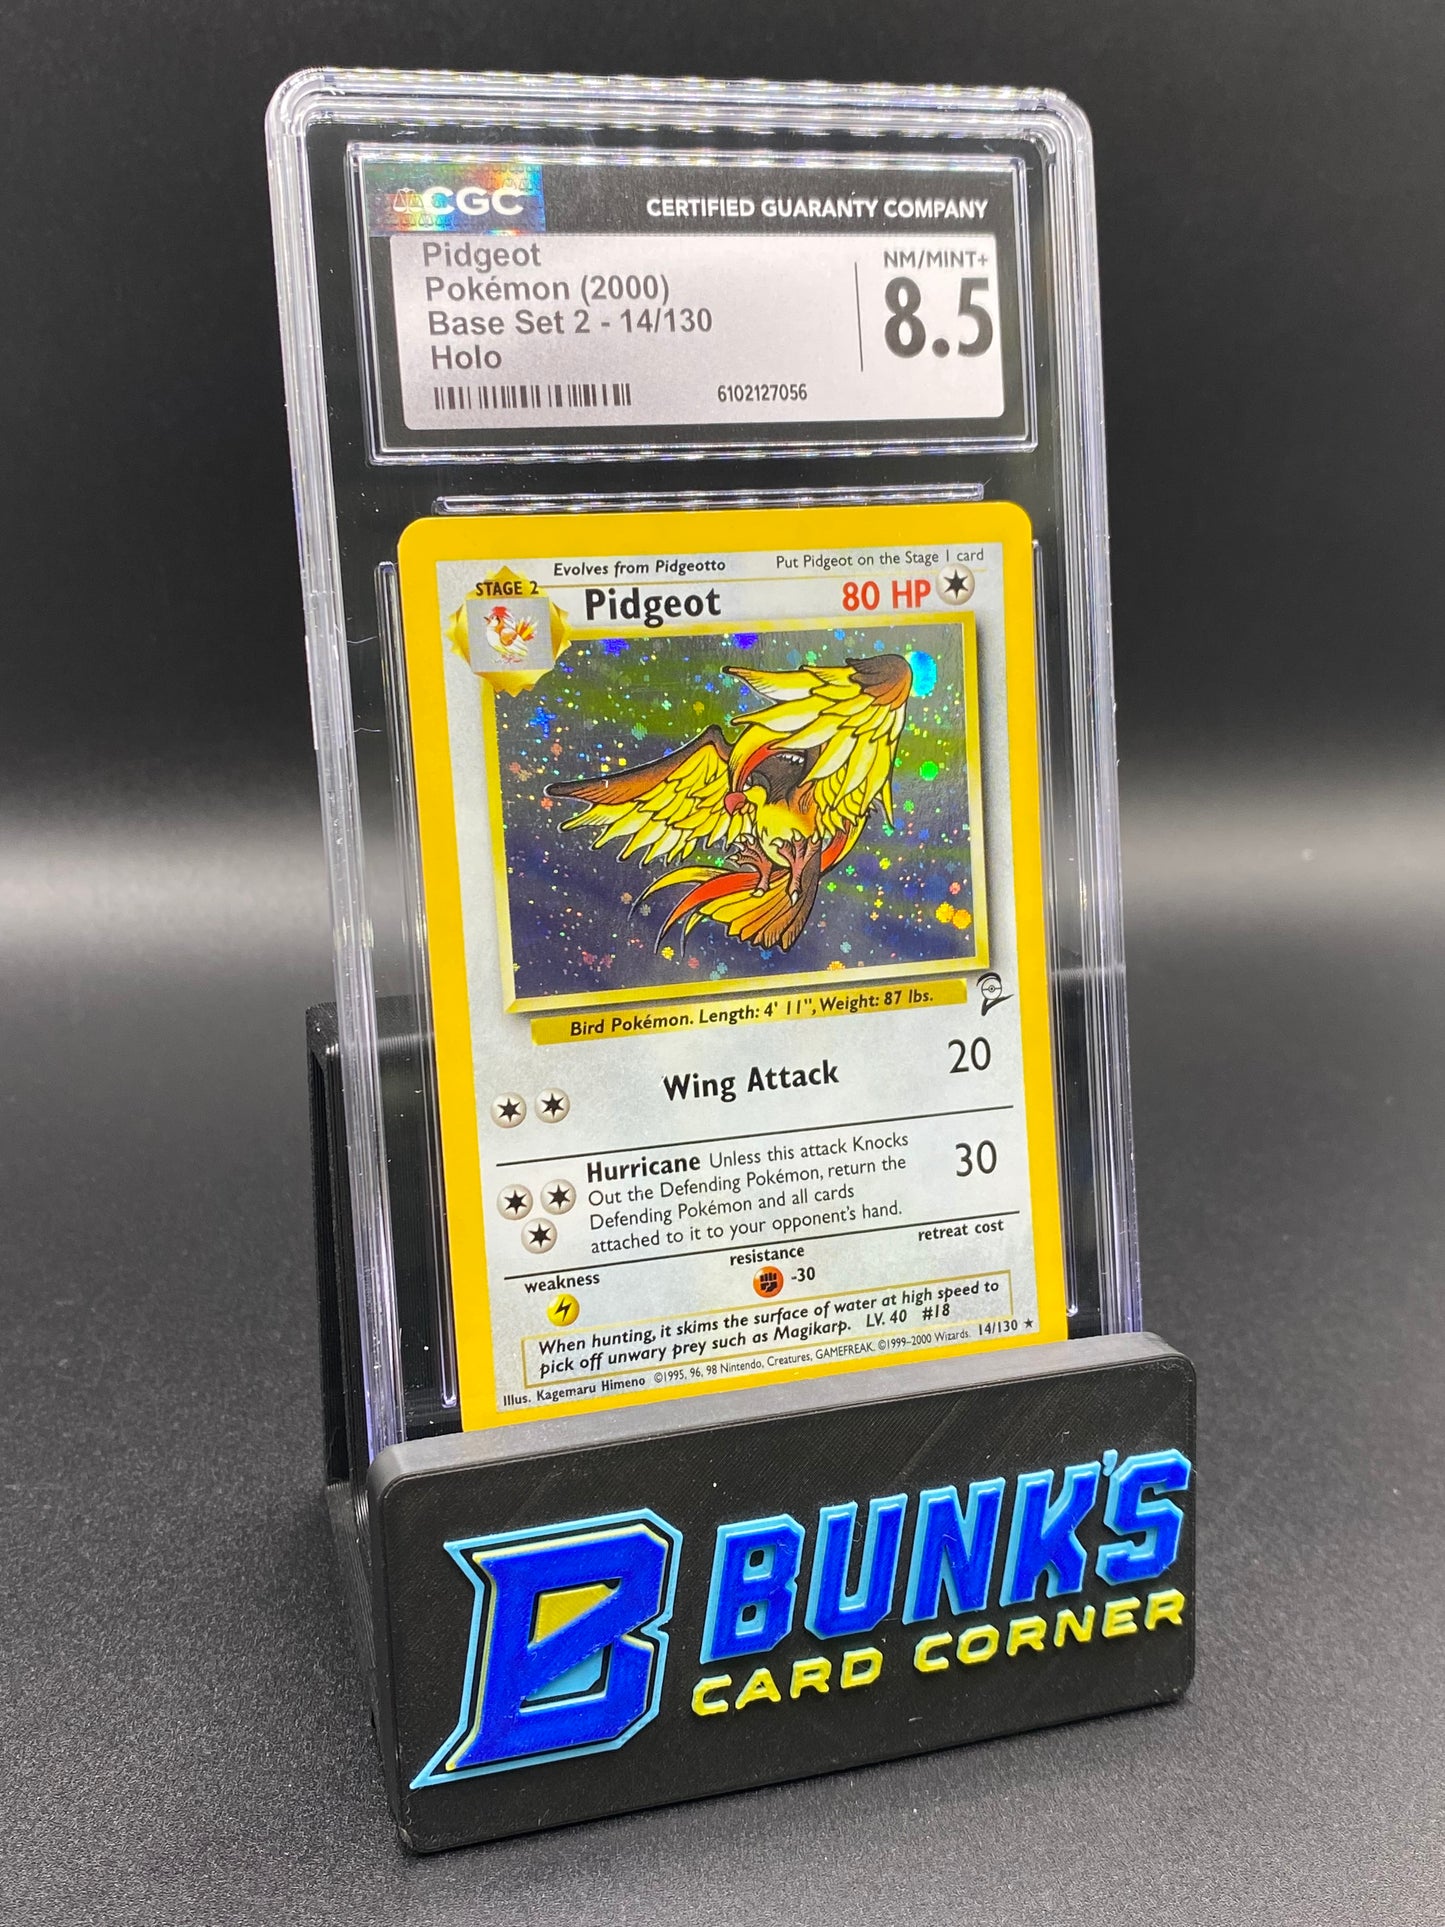 CGC
CERTIFIED GUARANTY COMPANY
Pidgeot
Pokémon (2000)
Base Set 2 - 14/130
Holo
NM/MINT+
8.5
6102127056
Evolves from Pidgeotto
Put Pidgeot on the Stage 1 card
STAGE 2
Pidgeot
80 HP
Bird Pokémon. Length: 4' 11", Weight: 87 lbs.
Wing Attack
20
Hurricane Unless this attack Knocks
Out the Defending Pokémon, return the
Defending Pokémon and all cards
attached to it to your opponent's hand.
30
weakness
resistance
retreat cost
-30
When hunting, it skims the surface of water at high speed to
pick off unwary prey such as Magikarp. LV. 40 #18
Illus. Kagemaru Himeno ©1995, 96, 98 Nintendo, Creatures, GAMEFREAK. ©1999-2000 Wizards. 14/130 ★
B
BUNK'S
CARD CORNER